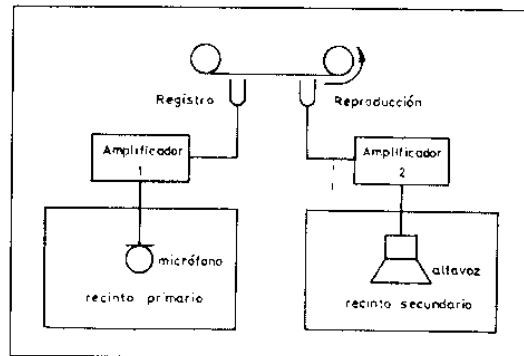 Registro
Reproducción
Amplificador
1
Amplificador
2
micrófono
recinto primario
altavoz
recinto secundario